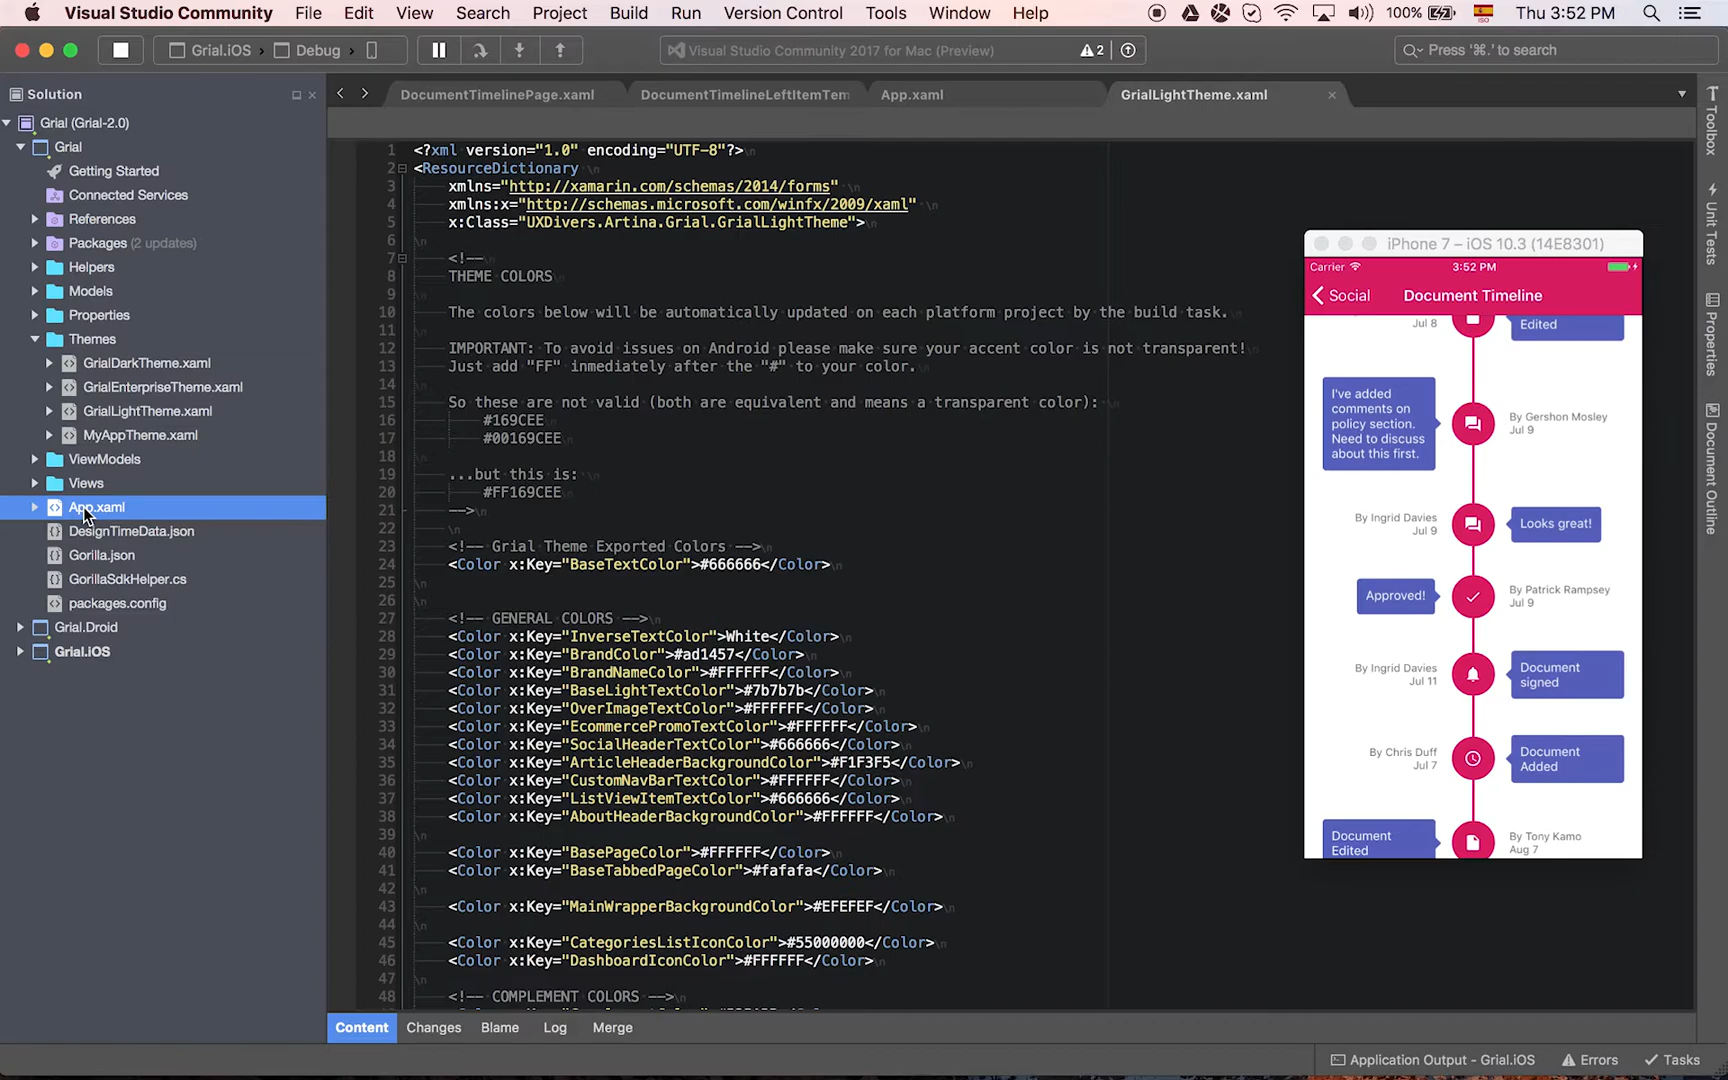 Visual Studio Community File Edit View Search Project Build Run Version Control Tools Window Help 100% ISO Thu 3:52 PM
Grial.iOS > Debug > Visual Studio Community 2017 for Mac (Preview) 2 Press '⌘.' to search
Solution
Grial (Grial-2.0)
Grial
Getting Started
Connected Services
References
Packages (2 updates)
Helpers
Models
Properties
Themes
GrialDarkTheme.xaml
GrialEnterpriseTheme.xaml
GrialLightTheme.xaml
MyAppTheme.xaml
ViewModels
Views
App.xaml
DesignTimeData.json
Gorilla.json
GorillaSdkHelper.cs
packages.config
Grial.Droid
Grial.iOS
DocumentTimelinePage.xaml DocumentTimelineLeftItemTem App.xaml GrialLightTheme.xaml
1 <?xml version="1.0" encoding="UTF-8"?>
2 <ResourceDictionary
3 xmlns="http://xamarin.com/schemas/2014/forms"
4 xmlns:x="http://schemas.microsoft.com/winfx/2009/xaml"
5 x:Class="UXDivers.Artina.Grial.GrialLightTheme">
6
7 <!--
8 THEME COLORS
9
10 The colors below will be automatically updated on each platform project by the build task.
11
12 IMPORTANT: To avoid issues on Android please make sure your accent color is not transparent!
13 Just add "FF" inmediately after the "#" to your color.
14
15 So these are not valid (both are equivalent and means a transparent color):
16 #169CEE
17 #00169CEE
18
19 ...but this is:
20 #FF169CEE
21 -->
22
23 <!-- Grial Theme Exported Colors -->
24 <Color x:Key="BaseTextColor">#666666</Color>
25
26
27 <!-- GENERAL COLORS -->
28 <Color x:Key="InverseTextColor">White</Color>
29 <Color x:Key="BrandColor">#ad1457</Color>
30 <Color x:Key="BrandNameColor">#FFFFFF</Color>
31 <Color x:Key="BaseLightTextColor">#7b7b7b</Color>
32 <Color x:Key="OverImageTextColor">#FFFFFF</Color>
33 <Color x:Key="EcommercePromoTextColor">#FFFFFF</Color>
34 <Color x:Key="SocialHeaderTextColor">#666666</Color>
35 <Color x:Key="ArticleHeaderBackgroundColor">#F1F3F5</Color>
36 <Color x:Key="CustomNavBarTextColor">#FFFFFF</Color>
37 <Color x:Key="ListViewItemTextColor">#666666</Color>
38 <Color x:Key="AboutHeaderBackgroundColor">#FFFFFF</Color>
39
40 <Color x:Key="BasePageColor">#FFFFFF</Color>
41 <Color x:Key="BaseTabbedPageColor">#fafafa</Color>
42
43 <Color x:Key="MainWrapperBackgroundColor">#EFEFEF</Color>
44
45 <Color x:Key="CategoriesListIconColor">#55000000</Color>
46 <Color x:Key="DashboardIconColor">#FFFFFF</Color>
47
48 <!-- COMPLEMENT COLORS -->
iPhone 7 – iOS 10.3 (14E8301)
Carrier 3:52 PM
Social Document Timeline
Jul 8
Edited
I've added
comments on
policy section.
Need to discuss
about this first.
By Gershon Mosley
Jul 9
By Ingrid Davies
Jul 9
Looks great!
Approved!
By Patrick Rampsey
Jul 9
By Ingrid Davies
Jul 11
Document
signed
By Chris Duff
Jul 7
Document
Added
Document
Edited
By Tony Kamo
Aug 7
Toolbox
Unit Tests
Properties
Document Outline
Content Changes Blame Log Merge
Application Output - Grial.iOS Errors Tasks